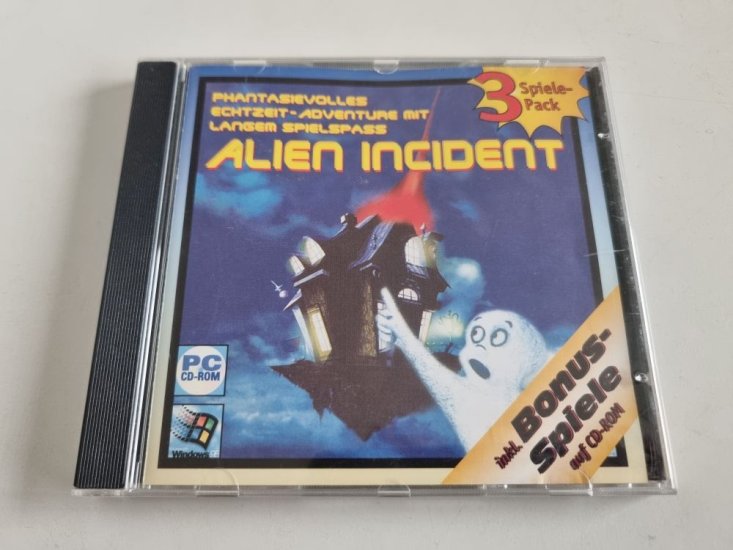 PHANTASIEVOLLES
ECHTZEIT-ADVENTURE MIT
LANGEM SPIELSPASS
ALIEN INCIDENT
3 Spiele-
Pack
PC
CD-ROM
Windows
inkl. Bonus-
Spiele
auf CD-ROM